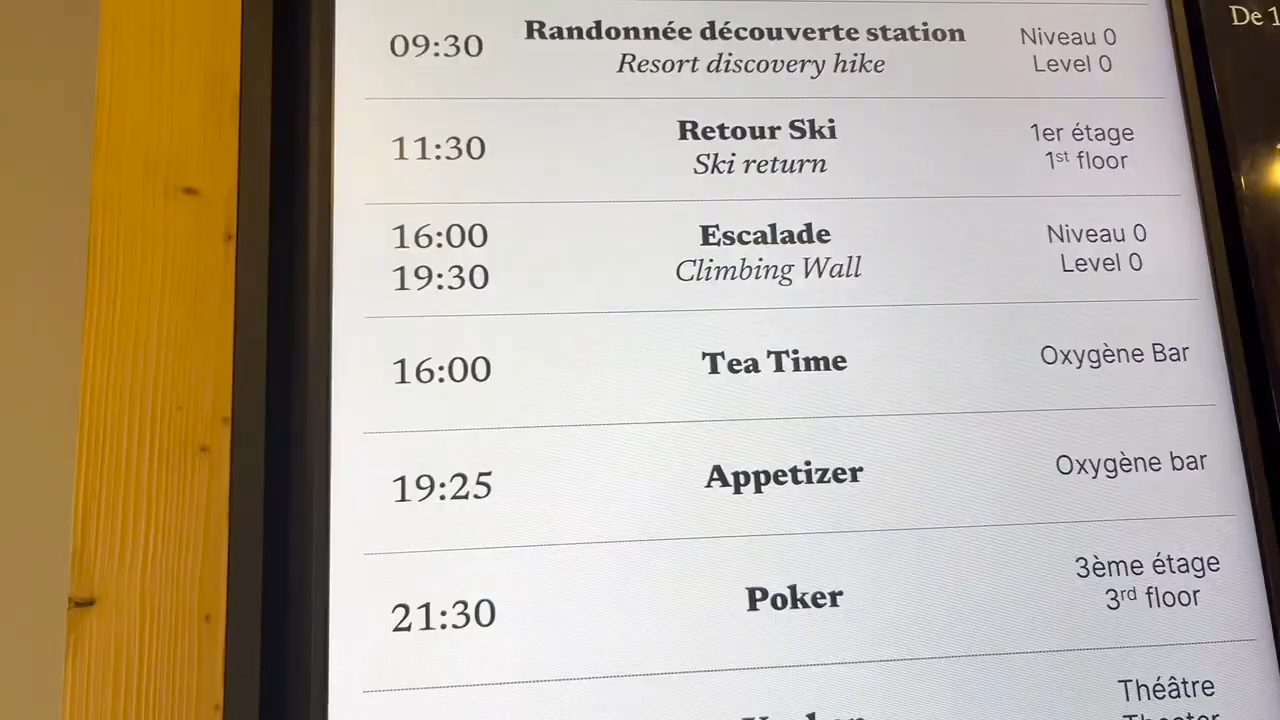 De 1
09:30 Randonnée découverte station Niveau 0
Resort discovery hike Level 0
11:30 Retour Ski 1er étage
Ski return 1st floor
16:00 Escalade Niveau 0
19:30 Climbing Wall Level 0
16:00 Tea Time Oxygène Bar
19:25 Appetizer Oxygène bar
21:30 Poker 3ème étage
3rd floor
Théâtre